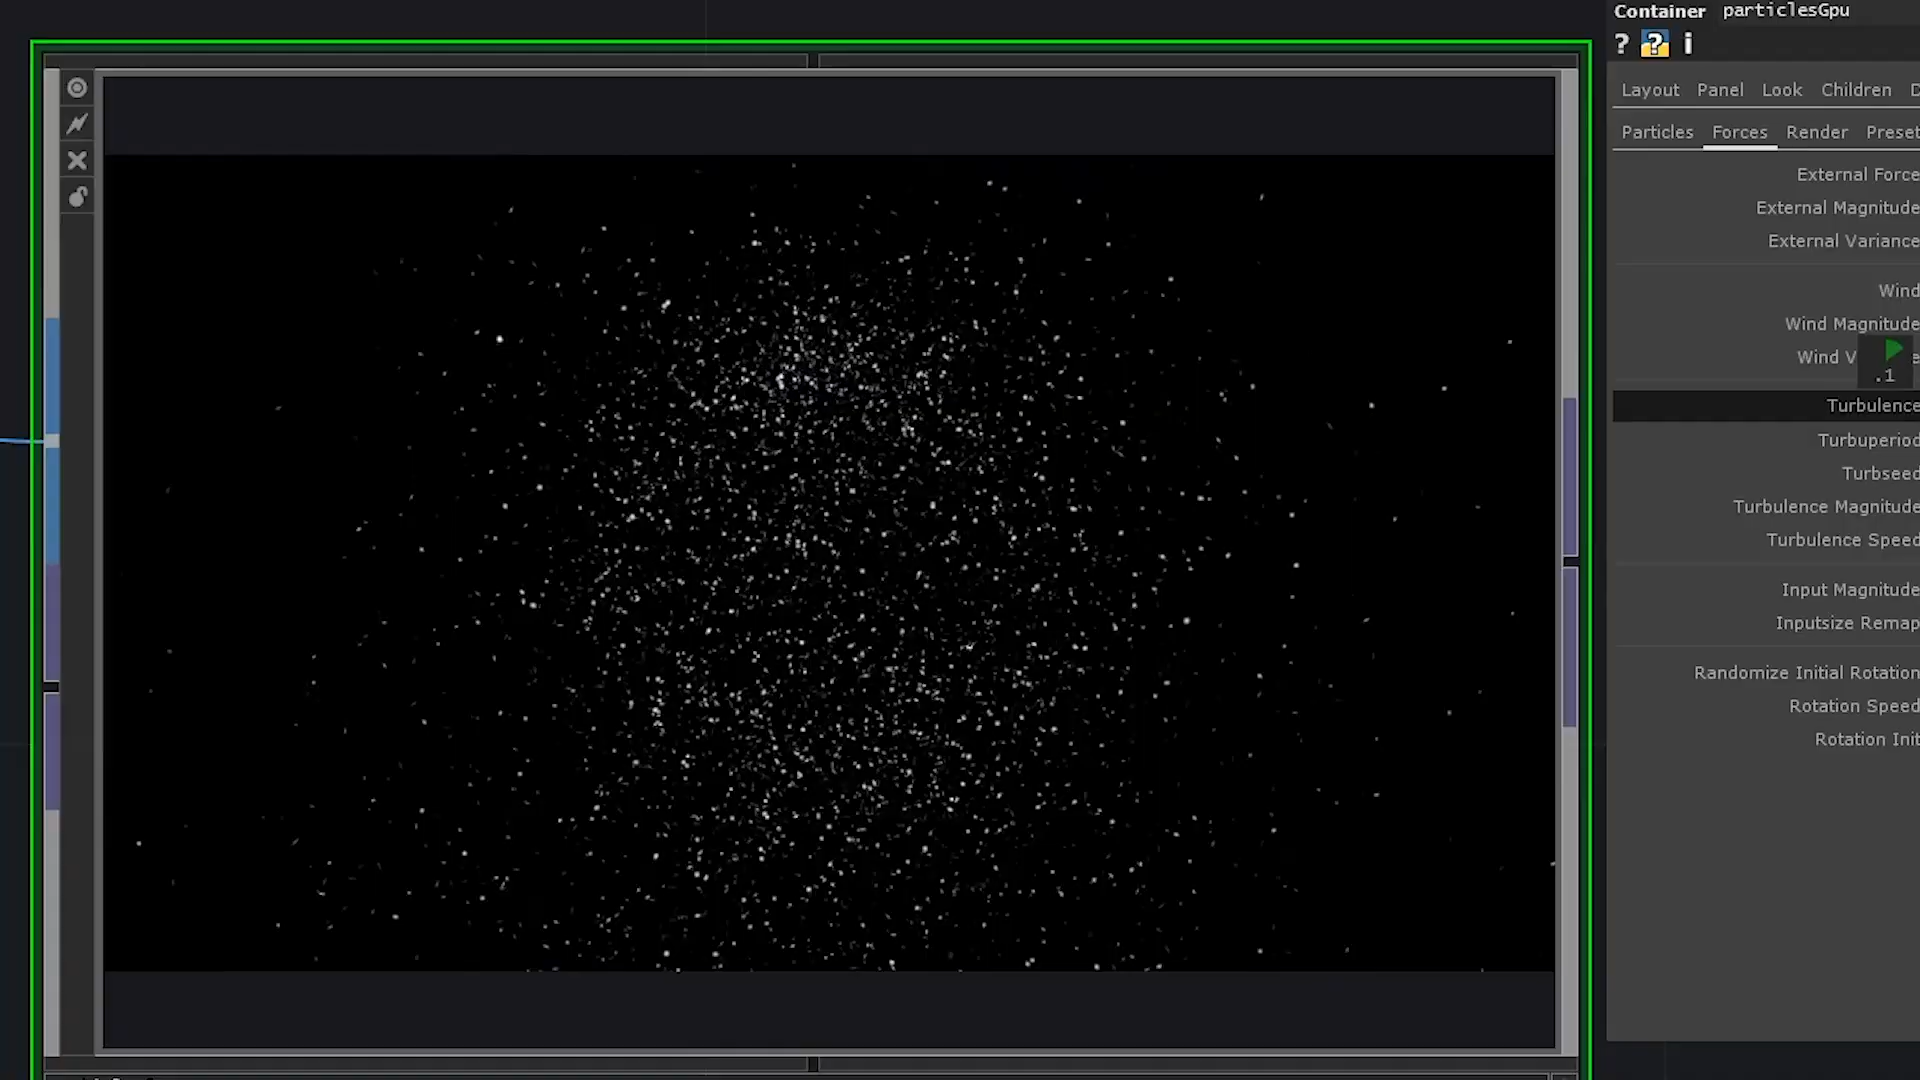 Container particlesGpu
? ? i
Layout Panel Look Children D
Particles Forces Render Preset
External Force
External Magnitude
External Variance
Wind
Wind Magnitude
Wind V e
.1
Turbulence
Turbuperiod
Turbseed
Turbulence Magnitude
Turbulence Speed
Input Magnitude
Inputsize Remap
Randomize Initial Rotation
Rotation Speed
Rotation Init